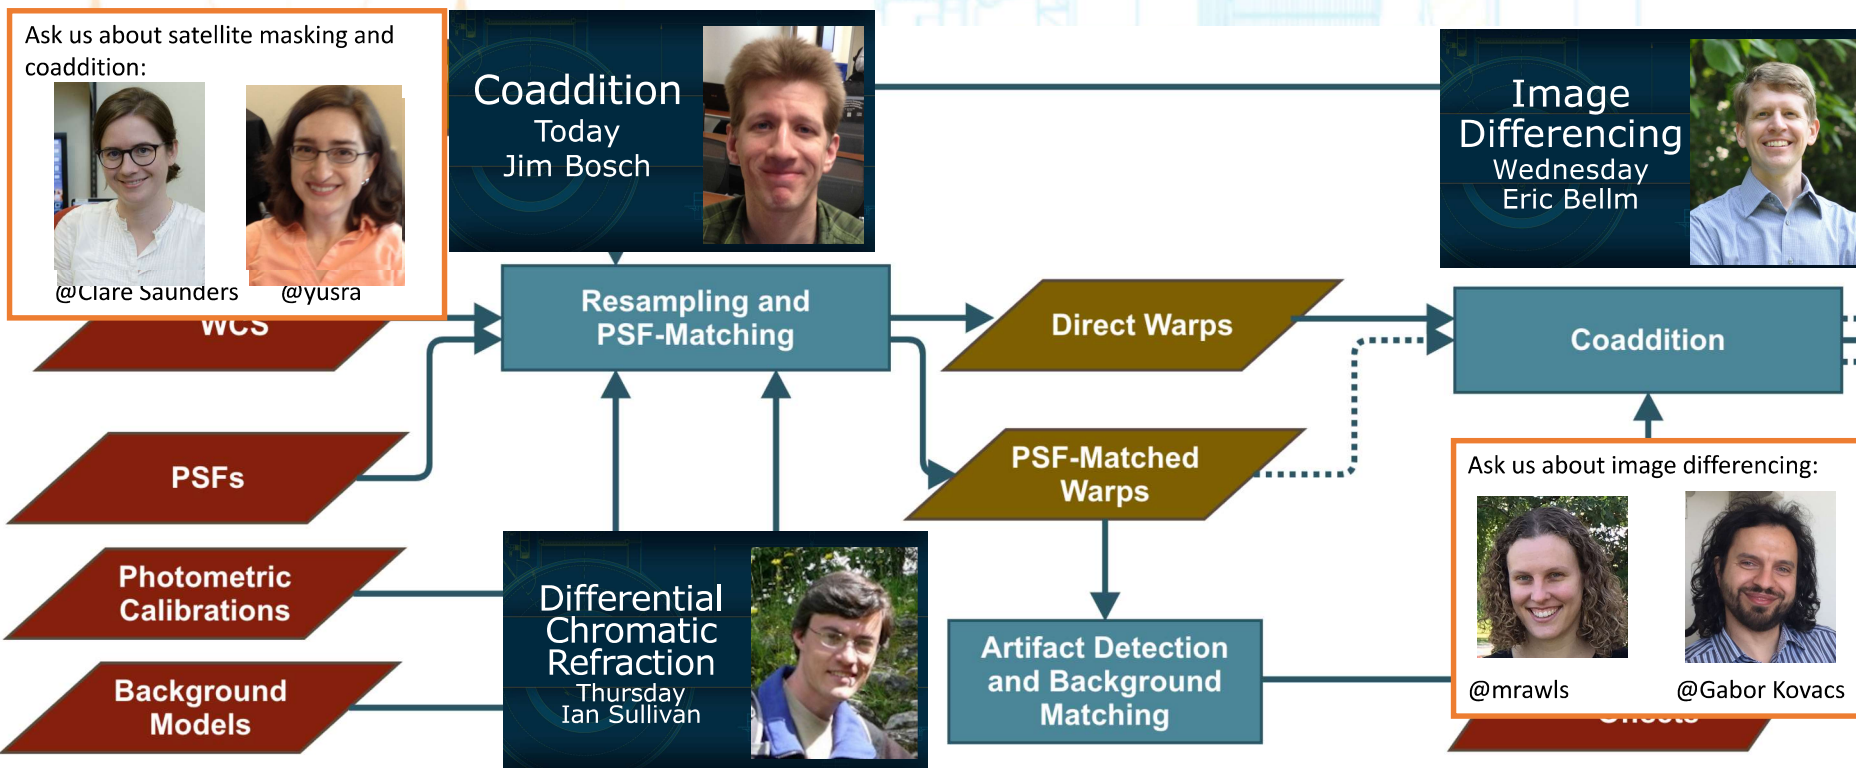 Ask us about satellite masking and
coaddition:
@Clare Saunders
@yusra
Coaddition
Today
Jim Bosch
Image
Differencing
Wednesday
Eric Bellm
WCS
Resampling and
PSF-Matching
Direct Warps
Coaddition
PSFs
PSF-Matched
Warps
Ask us about image differencing:
@mrawls
@Gabor Kovacs
Photometric
Calibrations
Differential
Chromatic
Refraction
Thursday
Ian Sullivan
Background
Models
Artifact Detection
and Background
Matching